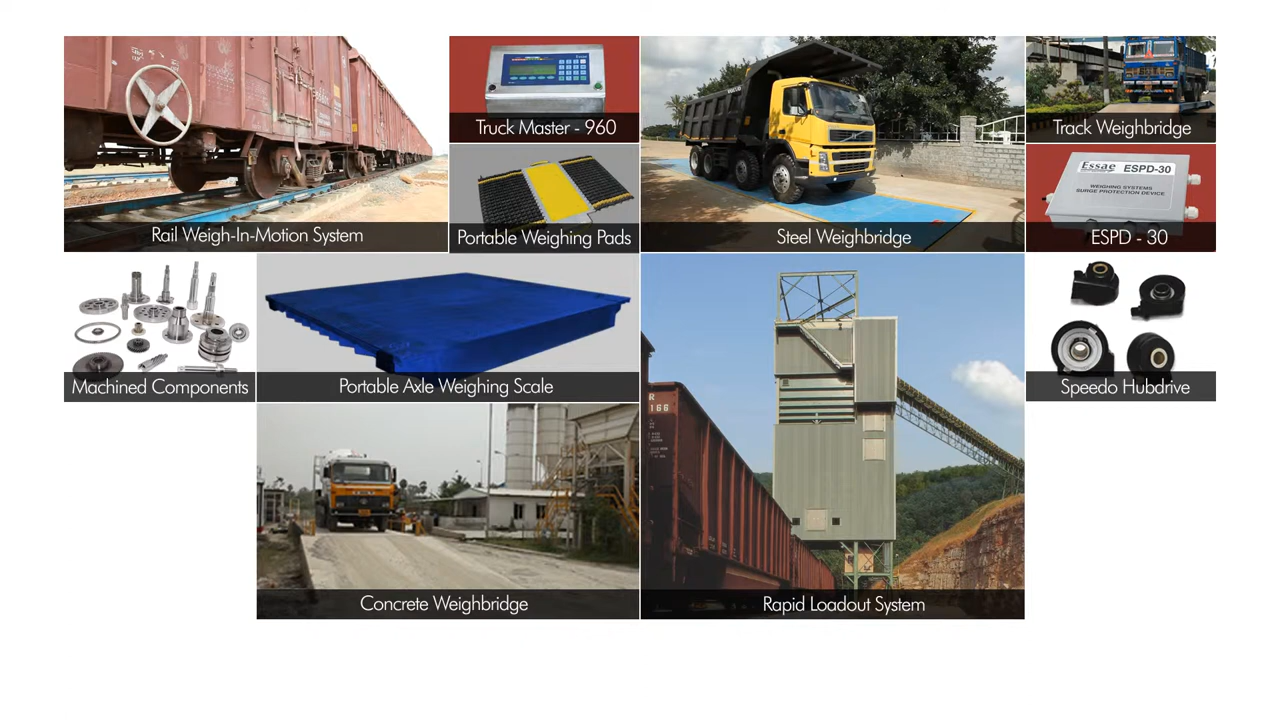 Truck Master - 960
Track Weighbridge
Essae ESPD-30
WEIGHING SYSTEMS
SURGE PROTECTION DEVICE
Rail Weigh-In-Motion System
Portable Weighing Pads
Steel Weighbridge
ESPD - 30
Machined Components
Portable Axle Weighing Scale
Speedo Hubdrive
166
Concrete Weighbridge
Rapid Loadout System